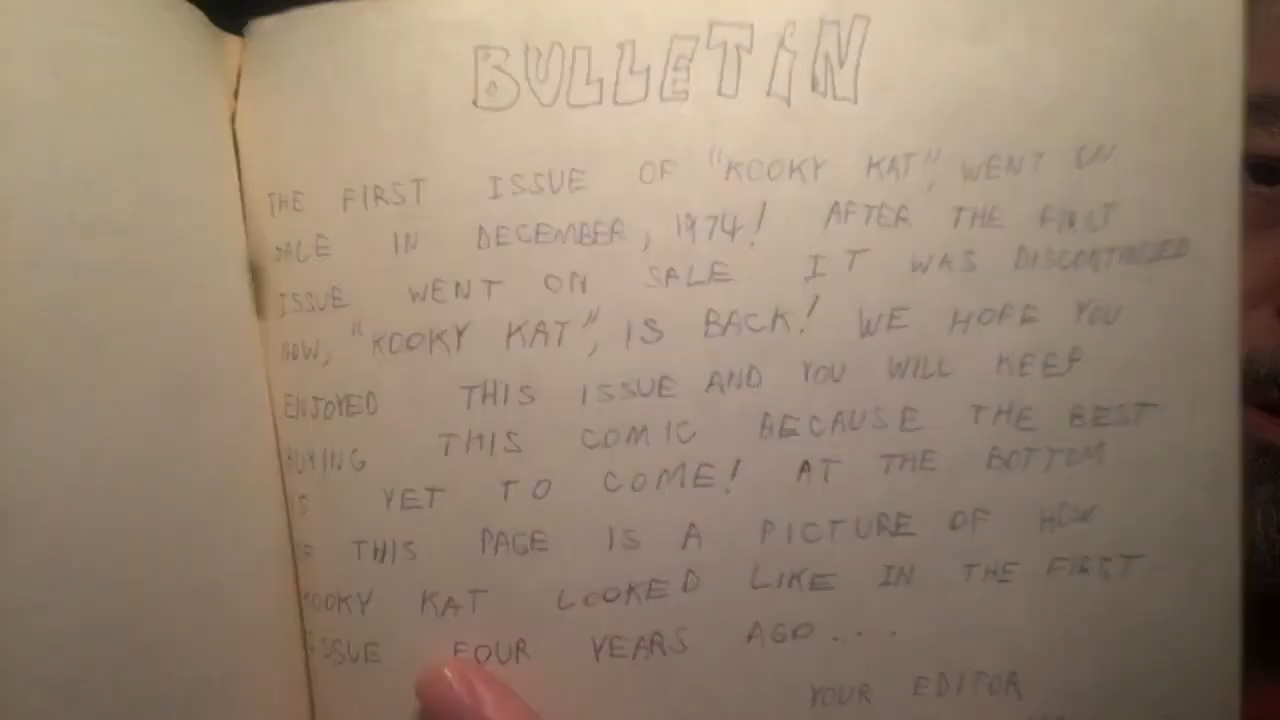 BULLETIN
THE FIRST ISSUE OF "KOOKY KAT", WENT ON
SALE IN DECEMBER, 1974! AFTER THE FIRST
ISSUE WENT ON SALE IT WAS DISCONTINUED
NOW, "KOOKY KAT", IS BACK! WE HOPE YOU
ENJOYED THIS ISSUE AND YOU WILL KEEP
BUYING THIS COMIC BECAUSE THE BEST
IS YET TO COME! AT THE BOTTOM
OF THIS PAGE IS A PICTURE OF HOW
KOOKY KAT LOOKED LIKE IN THE FIRST
ISSUE FOUR YEARS AGO....
YOUR EDITOR